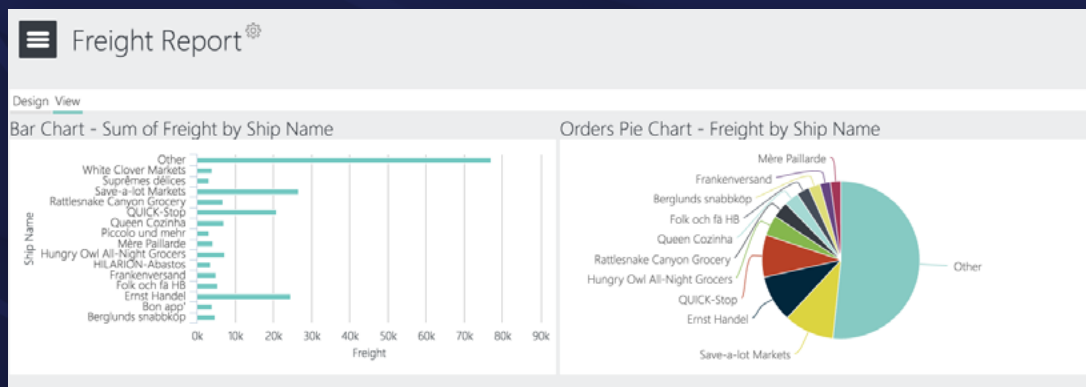 Freight Report
Design View
Bar Chart - Sum of Freight by Ship Name
Ship Name
Other
White Clover Markets
Suprêmes délices
Save-a-lot Markets
Rattlesnake Canyon Grocery
QUICK-Stop
Queen Cozinha
Piccolo und mehr
Mère Paillarde
Hungry Owl All-Night Grocers
HILARION-Abastos
Frankenversand
Folk och fä HB
Ernst Handel
Bon app'
Berglunds snabbköp
0k 10k 20k 30k 40k 50k 60k 70k 80k 90k
Freight
Orders Pie Chart - Freight by Ship Name
Mère Paillarde
Frankenversand
Berglunds snabbköp
Folk och fä HB
Queen Cozinha
Rattlesnake Canyon Grocery
Hungry Owl All-Night Grocers
QUICK-Stop
Ernst Handel
Save-a-lot Markets
Other